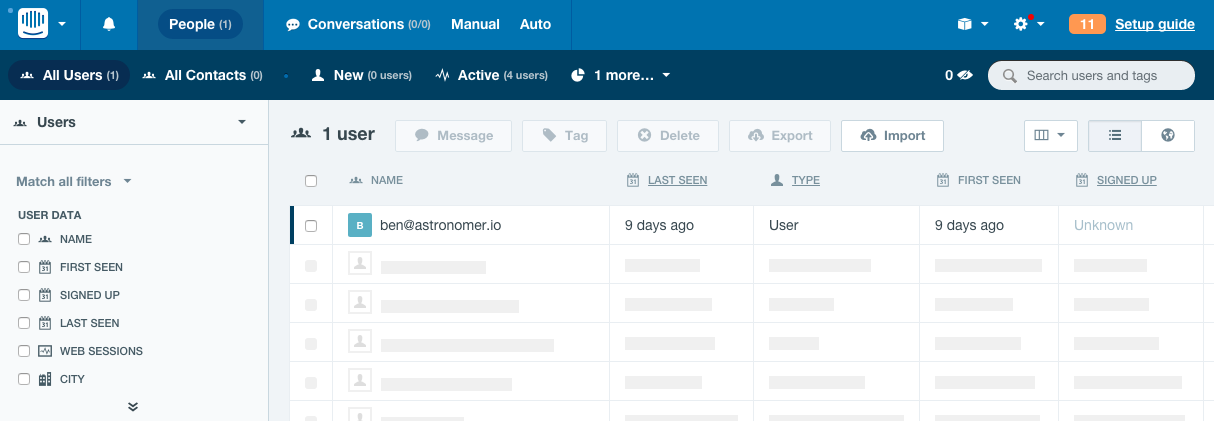 People (1) Conversations (0/0) Manual Auto 11 Setup guide
All Users (1) All Contacts (0) New (0 users) Active (4 users) 1 more... 0 Search users and tags
Users
1 user Message Tag Delete Export Import
Match all filters
NAME LAST SEEN TYPE FIRST SEEN SIGNED UP
USER DATA
B ben@astronomer.io 9 days ago User 9 days ago Unknown
NAME
FIRST SEEN
SIGNED UP
LAST SEEN
WEB SESSIONS
CITY